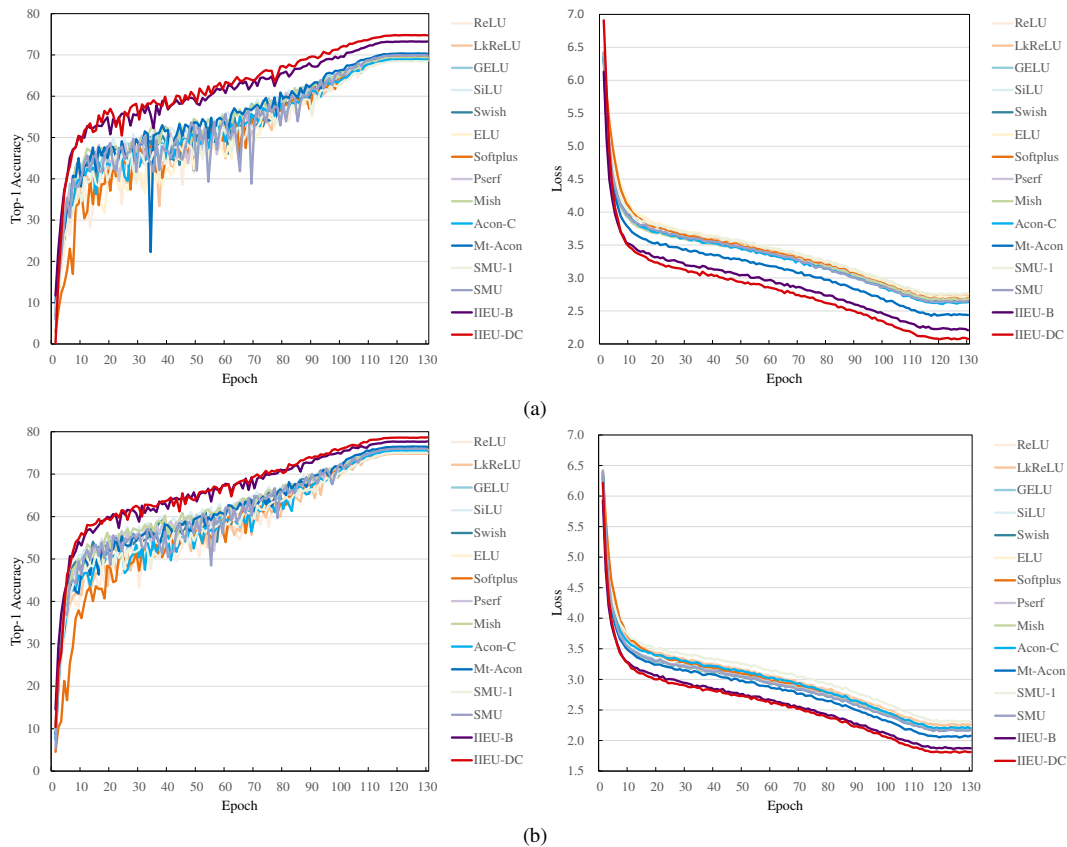 80
70
60
50
40
30
20
10
0
Top-1 Accuracy
0 10 20 30 40 50 60 70 80 90 100 110 120 130
Epoch
ReLU
LkReLU
GELU
SiLU
Swish
ELU
Softplus
Pserf
Mish
Acon-C
Mt-Acon
SMU-1
SMU
IIEU-B
IIEU-DC
7.0
6.5
6.0
5.5
5.0
4.5
4.0
3.5
3.0
2.5
2.0
Loss
0 10 20 30 40 50 60 70 80 90 100 110 120 130
Epoch
ReLU
LkReLU
GELU
SiLU
Swish
ELU
Softplus
Pserf
Mish
Acon-C
Mt-Acon
SMU-1
SMU
IIEU-B
IIEU-DC
(a)
80
70
60
50
40
30
20
10
0
Top-1 Accuracy
0 10 20 30 40 50 60 70 80 90 100 110 120 130
Epoch
ReLU
LkReLU
GELU
SiLU
Swish
ELU
Softplus
Pserf
Mish
Acon-C
Mt-Acon
SMU-1
SMU
IIEU-B
IIEU-DC
7.0
6.5
6.0
5.5
5.0
4.5
4.0
3.5
3.0
2.5
2.0
1.5
Loss
0 10 20 30 40 50 60 70 80 90 100 110 120 130
Epoch
ReLU
LkReLU
GELU
SiLU
Swish
ELU
Softplus
Pserf
Mish
Acon-C
Mt-Acon
SMU-1
SMU
IIEU-B
IIEU-DC
(b)